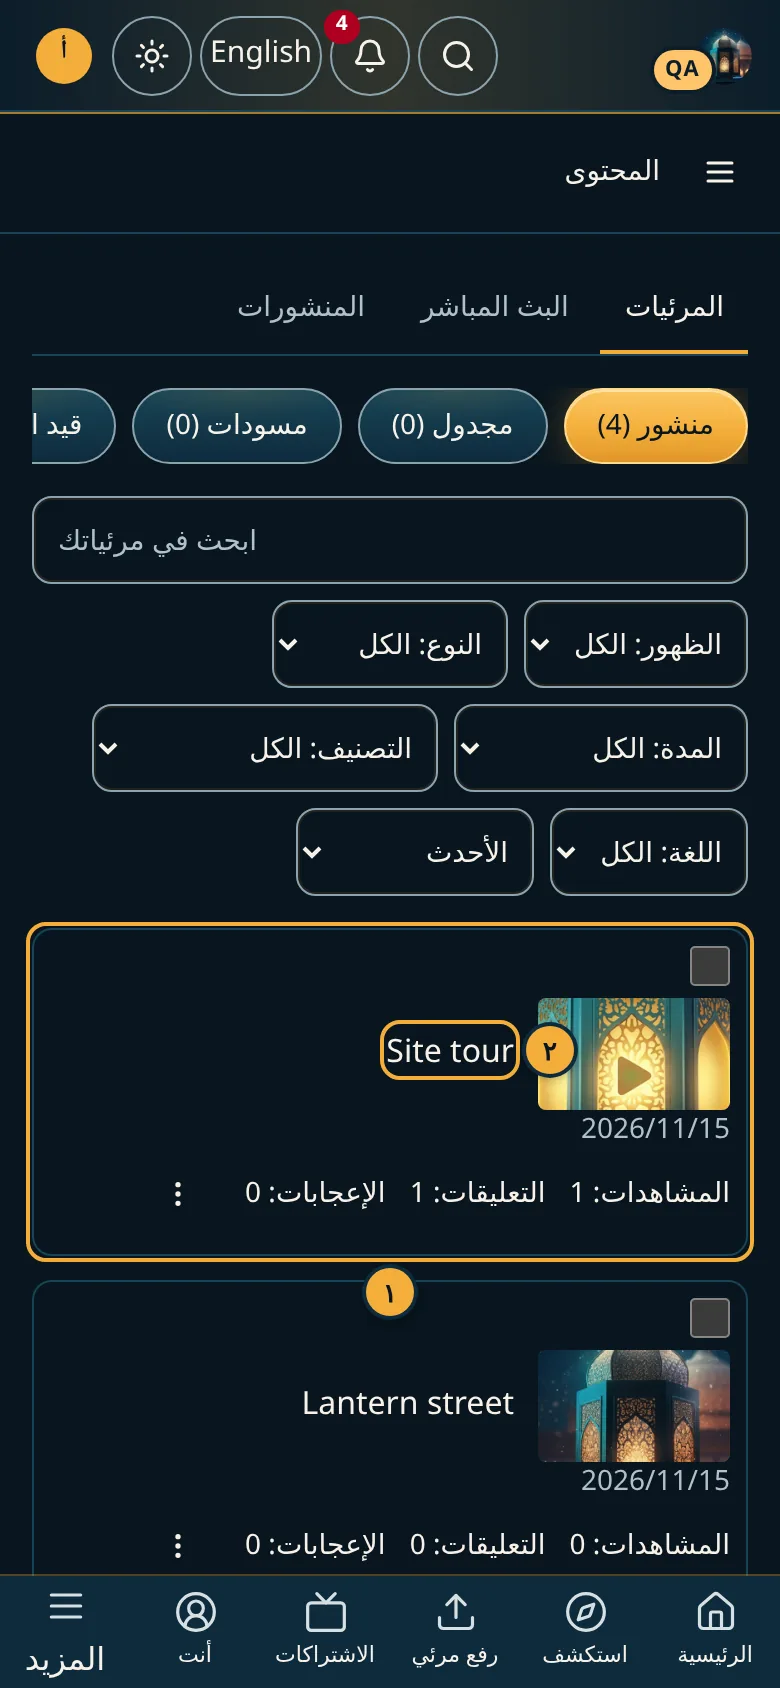 QA
4
English
أ
المحتوى
المرئيات البث المباشر المنشورات
منشور (4) مجدول (0) مسودات (0) قيد ا
ابحث في مرئياتك
الظهور: الكل النوع: الكل
المدة: الكل التصنيف: الكل
اللغة: الكل الأحدث
٢ Site tour
2026/11/15
المشاهدات: 1 التعليقات: 1 الإعجابات: 0
١
Lantern street
2026/11/15
المشاهدات: 0 التعليقات: 0 الإعجابات: 0
الرئيسية استكشف رفع مرئي الاشتراكات أنت المزيد